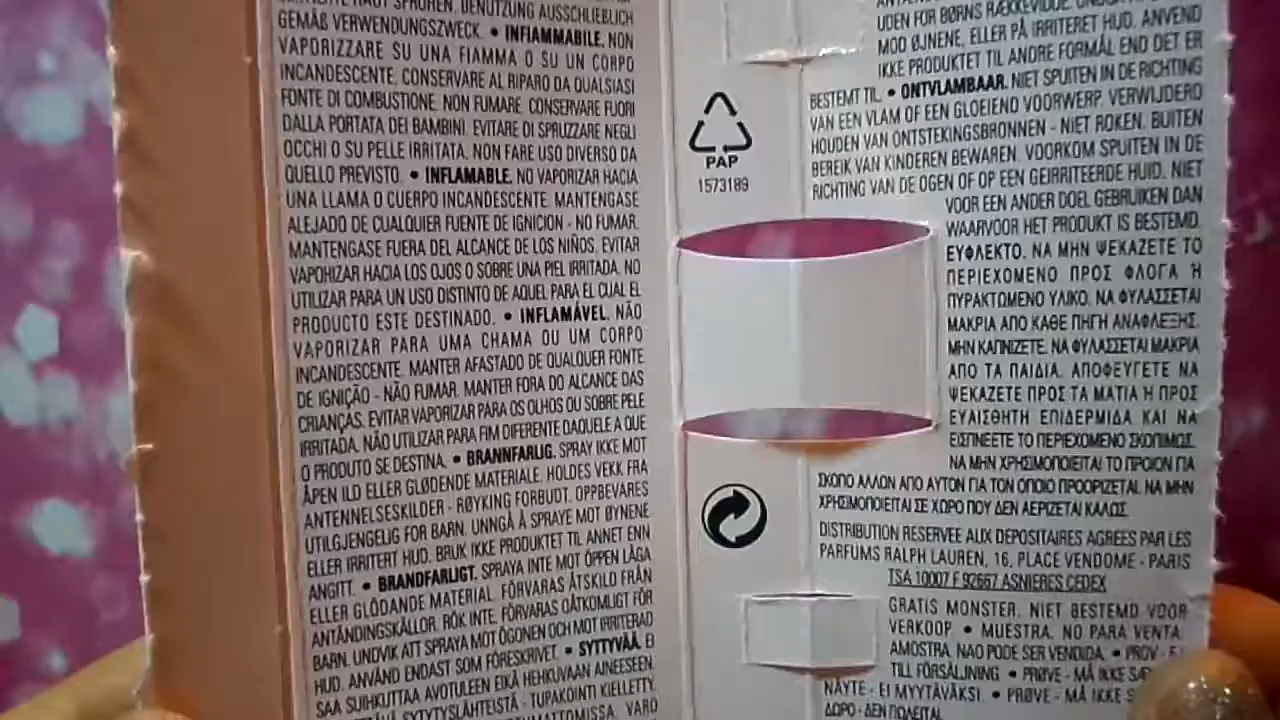 HAUT SPRÜHEN. BENUTZUNG AUSSCHLIEBLICH
GEMÄß VERWENDUNGSZWECK. • INFIAMMABILE. NON
VAPORIZZARE SU UNA FIAMMA O SU UN CORPO
INCANDESCENTE. CONSERVARE AL RIPARO DA QUALSIASI
FONTE DI COMBUSTIONE. NON FUMARE. CONSERVARE FUORI
DALLA PORTATA DEI BAMBINI. EVITARE DI SPRUZZARE NEGLI
OCCHI O SU PELLE IRRITATA. NON FARE USO DIVERSO DA
QUELLO PREVISTO. • INFLAMABLE. NO VAPORIZAR HACIA
UNA LLAMA O CUERPO INCANDESCENTE. MANTENGASE
ALEJADO DE CUALQUIER FUENTE DE IGNICION - NO FUMAR.
MANTENGASE FUERA DEL ALCANCE DE LOS NIÑOS. EVITAR
VAPORIZAR HACIA LOS OJOS O SOBRE UNA PIEL IRRITADA. NO
UTILIZAR PARA UN USO DISTINTO DE AQUEL PARA EL CUAL EL
PRODUCTO ESTE DESTINADO. • INFLAMÁVEL. NÃO
VAPORIZAR PARA UMA CHAMA OU UM CORPO
INCANDESCENTE. MANTER AFASTADO DE QUALQUER FONTE
DE IGNIÇÃO - NÃO FUMAR. MANTER FORA DO ALCANCE DAS
CRIANÇAS. EVITAR VAPORIZAR PARA OS OLHOS OU SOBRE PELE
IRRITADA. NÃO UTILIZAR PARA FIM DIFERENTE DAQUELE A QUE
O PRODUTO SE DESTINA. • BRANNFARLIG. SPRAY IKKE MOT
ÅPEN ILD ELLER GLØDENDE MATERIALE. HOLDES VEKK FRA
ANTENNELSESKILDER - RØYKING FORBUDT. OPPBEVARES
UTILGJENGELIG FOR BARN. UNNGÅ Å SPRAYE MOT ØYNENE
ELLER IRRITERT HUD. BRUK IKKE PRODUKTET TIL ANNET ENN
ANGITT. • BRANDFARLIGT. SPRAYA INTE MOT ÖPPEN LÅGA
ELLER GLÖDANDE MATERIAL. FÖRVARAS ÅTSKILD FRÅN
ANTÄNDINGSKÄLLOR. RÖK INTE. FÖRVARAS OÅTKOMLIGT FÖR
BARN. UNDVIK ATT SPRAYA MOT ÖGONEN OCH MOT IRRITERAD
HUD. ANVÄND ENDAST SOM FÖRESKRIVET. • SYTTYVÄÄ. EI
SAA SUIHKUTTAA AVOTULEEN EIKÄ HEHKUVAAN AINEESEEN.
SYTYTYSLÄHTEISTÄ - TUPAKOINTI KIELLETTY.
VARO
PAP
1573189
UDEN FOR BØRNS RÆKKEVIDDE.
MOD ØJNENE, ELLER PÅ IRRITERET HUD. ANVEND
IKKE PRODUKTET TIL ANDRE FORMÅL END DET ER
BESTEMT TIL. • ONTVLAMBAAR. NIET SPUITEN IN DE RICHTING
VAN EEN VLAM OF EEN GLOEIEND VOORWERP. VERWIJDERD
HOUDEN VAN ONTSTEKINGSBRONNEN - NIET ROKEN. BUITEN
BEREIK VAN KINDEREN BEWAREN. VOORKOM SPUITEN IN DE
RICHTING VAN DE OGEN OF OP EEN GEIRRITEERDE HUID. NIET
VOOR EEN ANDER DOEL GEBRUIKEN DAN
WAARVOOR HET PRODUKT IS BESTEMD.
ΕΥΦΛΕΚΤΟ. ΝΑ ΜΗΝ ΨΕΚΑΖΕΤΕ ΤΟ
ΠΕΡΙΕΧΟΜΕΝΟ ΠΡΟΣ ΦΛΟΓΑ Ή
ΠΥΡΑΚΤΩΜΕΝΟ ΥΛΙΚΟ. ΝΑ ΦΥΛΑΣΣΕΤΑΙ
ΜΑΚΡΙΑ ΑΠΟ ΚΑΘΕ ΠΗΓΗ ΑΝΑΦΛΕΞΗΣ.
ΜΗΝ ΚΑΠΝΙΖΕΤΕ. ΝΑ ΦΥΛΑΣΣΕΤΑΙ ΜΑΚΡΙΑ
ΑΠΟ ΤΑ ΠΑΙΔΙΑ. ΑΠΟΦΕΥΓΕΤΕ ΝΑ
ΨΕΚΑΖΕΤΕ ΠΡΟΣ ΤΑ ΜΑΤΙΑ Ή ΠΡΟΣ
ΕΥΑΙΣΘΗΤΗ ΕΠΙΔΕΡΜΙΔΑ ΚΑΙ ΝΑ
ΕΙΣΠΝΕΕΤΕ ΤΟ ΠΕΡΙΕΧΟΜΕΝΟ ΣΚΟΠΙΜΩΣ.
ΝΑ ΜΗΝ ΧΡΗΣΙΜΟΠΟΙΕΙΤΑΙ ΤΟ ΠΡΟΙΟΝ ΓΙΑ
ΣΚΟΠΟ ΑΛΛΟΝ ΑΠΟ ΑΥΤΟΝ ΓΙΑ ΤΟΝ ΟΠΟΙΟ ΠΡΟΟΡΙΖΕΤΑΙ. ΝΑ ΜΗΝ
ΧΡΗΣΙΜΟΠΟΙΕΙΤΑΙ ΣΕ ΧΩΡΟ ΠΟΥ ΔΕΝ ΑΕΡΙΖΕΤΑΙ ΚΑΛΩΣ.
DISTRIBUTION RESERVEE AUX DEPOSITAIRES AGREES PAR LES
PARFUMS RALPH LAUREN, 16, PLACE VENDOME - PARIS
TSA 10007 F 92667 ASNIERES CEDEX
GRATIS MONSTER. NIET BESTEMD VOOR
VERKOOP. • MUESTRA. NO PARA VENTA.
AMOSTRA. NAO PODE SER VENDIDA. • PROV - EJ
TILL FÖRSÄLJNING • PRØVE - MÅ IKKE
NÄYTE - EI MYYTÄVÄKSI. • PRØVE - MÅ IKKE
ΔΩΡΟ - ΔΕΝ ΠΩΛΕΙΤΑΙ.